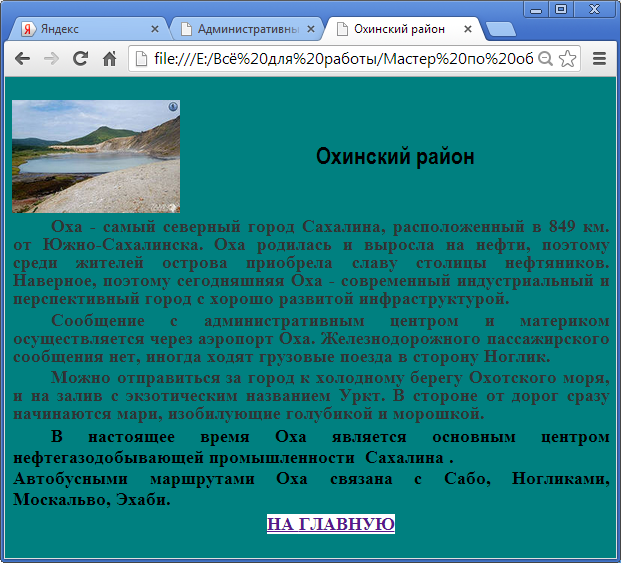 Яндекс
Административны
Охинский район
file:///E:/Всё%20для%20работы/Мастер%20по%20об
Охинский район
Оха - самый северный город Сахалина, расположенный в 849 км.
от Южно-Сахалинска. Оха родилась и выросла на нефти, поэтому
среди жителей острова приобрела славу столицы нефтяников.
Наверное, поэтому сегодняшняя Оха - современный индустриальный и
перспективный город с хорошо развитой инфраструктурой.
Сообщение с административным центром и материком
осуществляется через аэропорт Оха. Железнодорожного пассажирского
сообщения нет, иногда ходят грузовые поезда в сторону Ноглик.
Можно отправиться за город к холодному берегу Охотского моря,
и на залив с экзотическим названием Уркт. В стороне от дорог сразу
начинаются мари, изобилующие голубикой и морошкой.
В настоящее время Оха является основным центром
нефтегазодобывающей промышленности Сахалина .
Автобусными маршрутами Оха связана с Сабо, Ногликами,
Москальво, Эхаби.
НА ГЛАВНУЮ